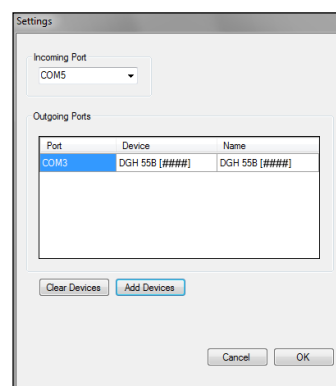 Settings
Incoming Port
COM5
Outgoing Ports
Port Device Name
COM3 DGH 55B [####] DGH 55B [####]
Clear Devices Add Devices
Cancel OK